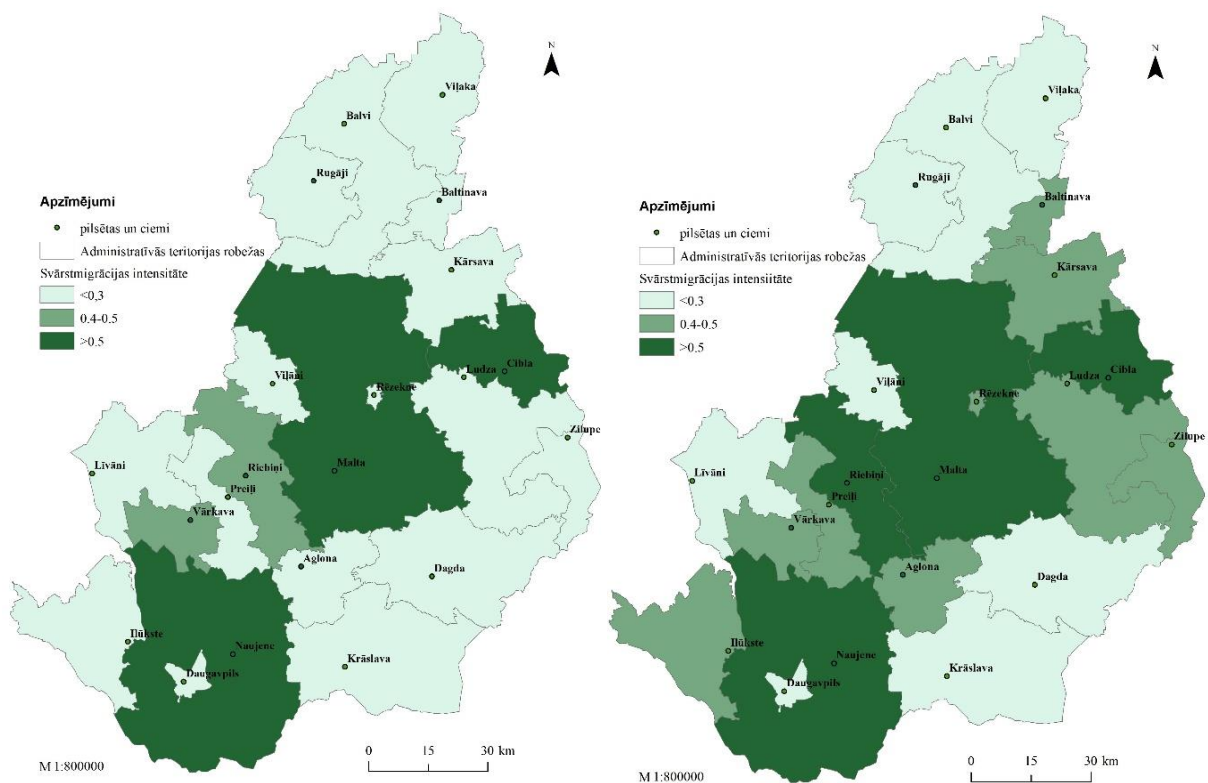 N
Viļaka
Balvi
Rugāji
Baltinava
Apzīmējumi
pilsētas un ciemi
Administratīvās teritorijas robežas
Svārstmigrācijas intensitāte
<0.3
0.4-0.5
>0.5
Kārsava
Ludza
Cibla
Viļāni
Rēzekne
Zilupe
Līvāni
Riebiņi
Malta
Preiļi
Vārkava
Aglona
Dagda
Ilūkste
Naujene
Krāslava
Daugavpils
0 15 30 km
M 1:800000
N
Viļaka
Balvi
Rugāji
Baltinava
Apzīmējumi
pilsētas un ciemi
Administratīvās teritorijas robežas
Svārstmigrācijas intensiitāte
<0.3
0.4-0.5
>0.5
Kārsava
Ludza
Cibla
Viļāni
Rēzekne
Zilupe
Līvāni
Riebiņi
Malta
Preiļi
Vārkava
Aglona
Dagda
Ilūkste
Naujene
Krāslava
Daugavpils
0 15 30 km
M 1:800000